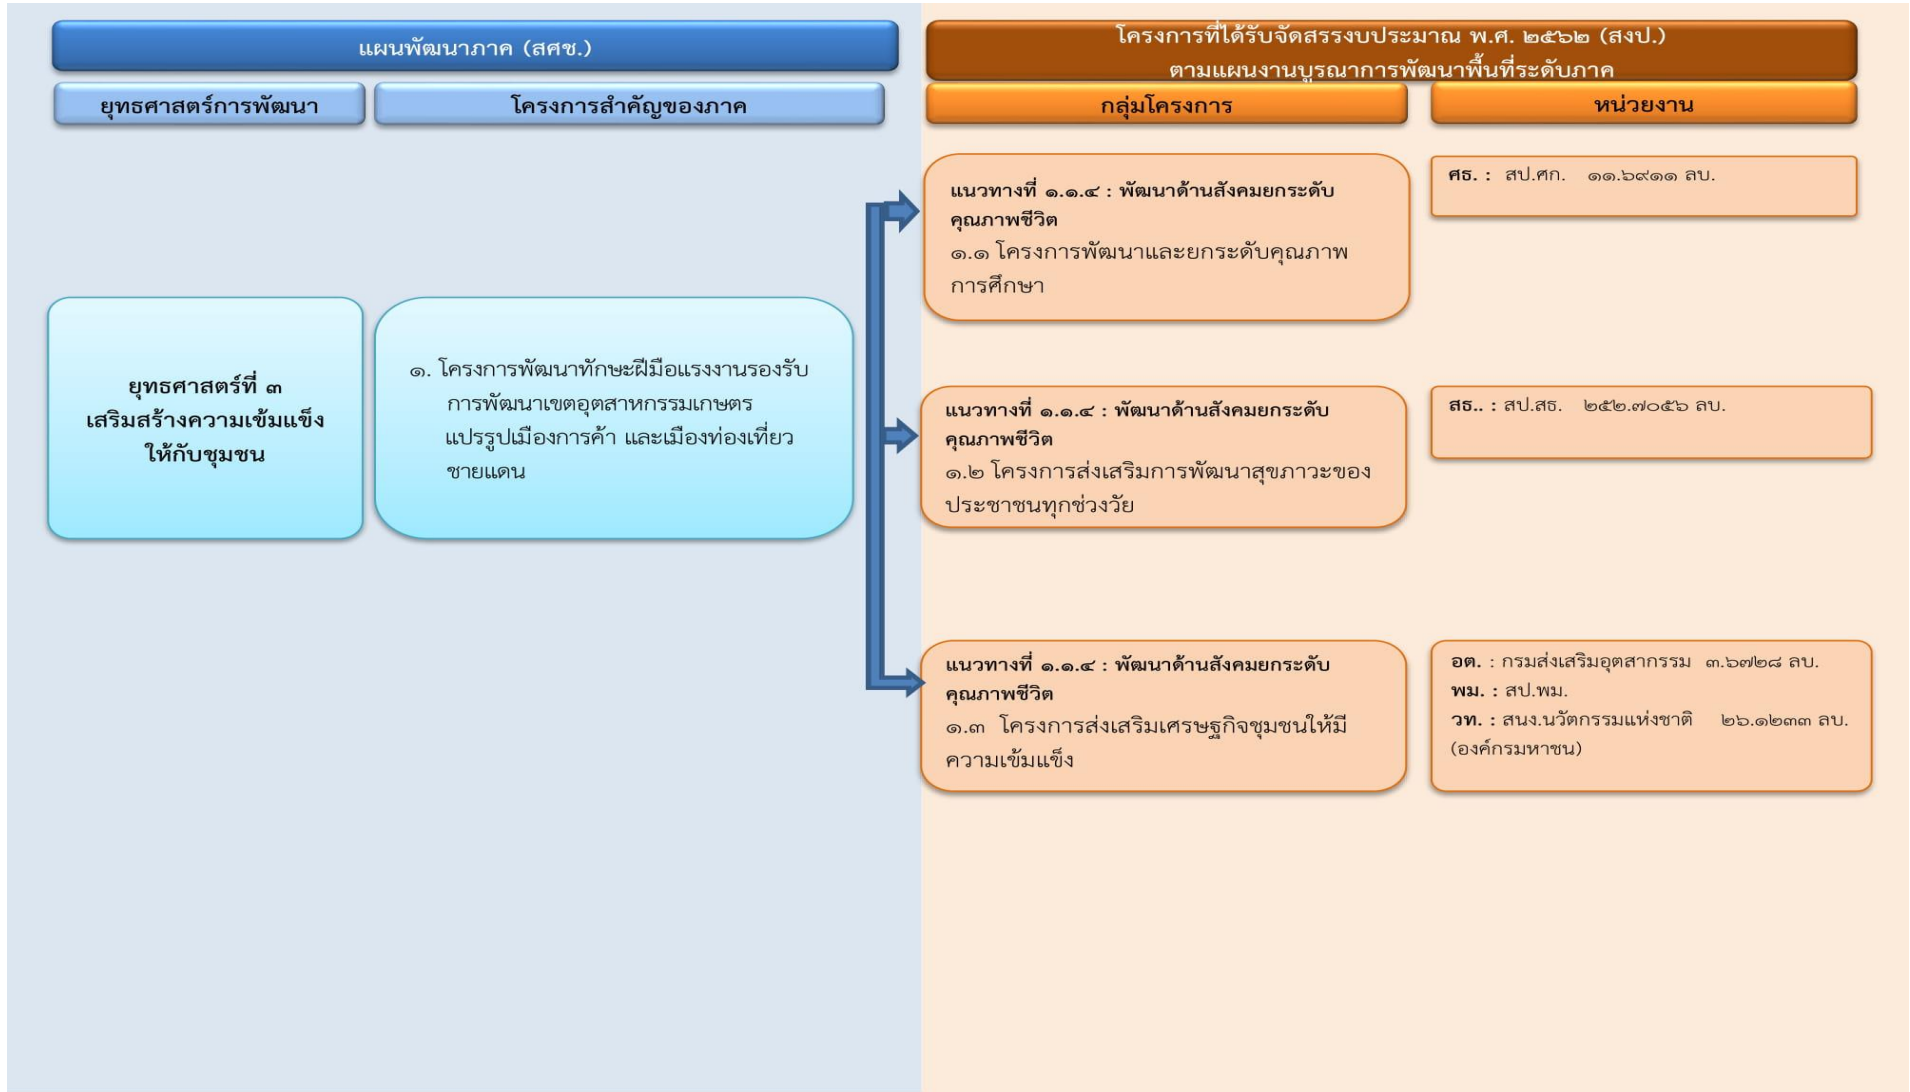 แผนพัฒนาภาค (สศช.)
โครงการที่ได้รับจัดสรรงบประมาณ พ.ศ. ๒๕๖๒ (สงป.)
ตามแผนงานบูรณาการพัฒนาพื้นที่ระดับภาค
ยุทธศาสตร์การพัฒนา
โครงการสำคัญของภาค
กลุ่มโครงการ
หน่วยงาน
ยุทธศาสตร์ที่ ๓
เสริมสร้างความเข้มแข็ง
ให้กับชุมชน
๑. โครงการพัฒนาทักษะฝีมือแรงงานรองรับ
การพัฒนาเขตอุตสาหกรรมเกษตร
แปรรูปเมืองการค้า และเมืองท่องเที่ยว
ชายแดน
แนวทางที่ ๑.๑.๔ : พัฒนาด้านสังคมยกระดับ
คุณภาพชีวิต
๑.๑ โครงการพัฒนาและยกระดับคุณภาพ
การศึกษา
ศธ. : สป.ศก. ๑๑.๖๙๑๑ ลบ.
แนวทางที่ ๑.๑.๔ : พัฒนาด้านสังคมยกระดับ
คุณภาพชีวิต
๑.๒ โครงการส่งเสริมการพัฒนาสุขภาวะของ
ประชาชนทุกช่วงวัย
สธ.. : สป.สธ. ๒๕๒.๗๐๕๖ ลบ.
แนวทางที่ ๑.๑.๔ : พัฒนาด้านสังคมยกระดับ
คุณภาพชีวิต
๑.๓ โครงการส่งเสริมเศรษฐกิจชุมชนให้มี
ความเข้มแข็ง
อต. : กรมส่งเสริมอุตสากรรม ๓.๖๗๒๘ ลบ.
พม. : สป.พม.
วท. : สนง.นวัตกรรมแห่งชาติ ๒๖.๑๒๓๓ ลบ.
(องค์กรมหาชน)